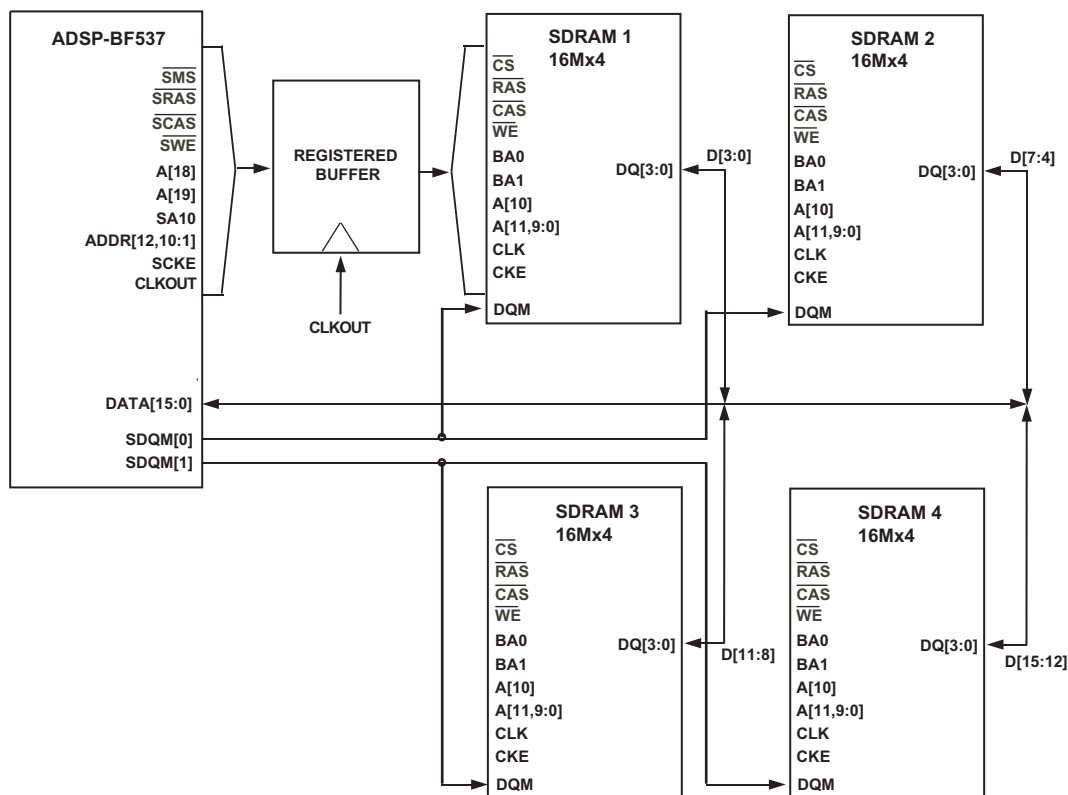 ADSP-BF537
SMS
SRAS
SCAS
SWE
A[18]
A[19]
SA10
ADDR[12,10:1]
SCKE
CLKOUT
DATA[15:0]
SDQM[0]
SDQM[1]
REGISTERED
BUFFER
CLKOUT
SDRAM 1
16Mx4
CS
RAS
CAS
WE
BA0
BA1
A[10]
A[11,9:0]
CLK
CKE
DQM
DQ[3:0]
D[3:0]
SDRAM 2
16Mx4
CS
RAS
CAS
WE
BA0
BA1
A[10]
A[11,9:0]
CLK
CKE
DQM
DQ[3:0]
D[7:4]
SDRAM 3
16Mx4
CS
RAS
CAS
WE
BA0
BA1
A[10]
A[11,9:0]
CLK
CKE
DQM
DQ[3:0]
D[11:8]
SDRAM 4
16Mx4
CS
RAS
CAS
WE
BA0
BA1
A[10]
A[11,9:0]
CLK
CKE
DQM
DQ[3:0]
D[15:12]